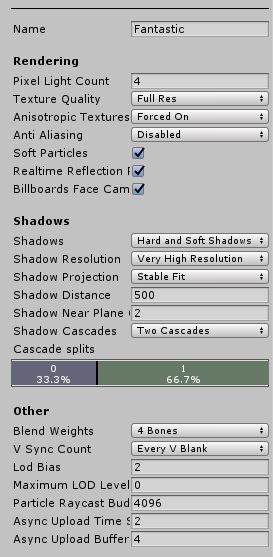 Name Fantastic
Rendering
Pixel Light Count 4
Texture Quality Full Res
Anisotropic Textures Forced On
Anti Aliasing Disabled
Soft Particles
Realtime Reflection
Billboards Face Cam
Shadows
Shadows Hard and Soft Shadows
Shadow Resolution Very High Resolution
Shadow Projection Stable Fit
Shadow Distance 500
Shadow Near Plane 2
Shadow Cascades Two Cascades
Cascade splits
0 1
33.3% 66.7%
Other
Blend Weights 4 Bones
V Sync Count Every V Blank
Lod Bias 2
Maximum LOD Level 0
Particle Raycast Bud 4096
Async Upload Time S 2
Async Upload Buffer 4